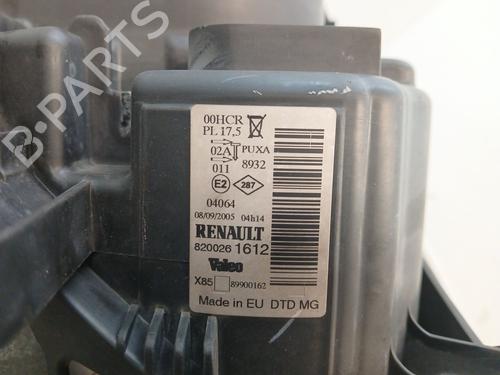 B-PARTS
00HCR
PL 17,5
02A PUXA
011 8932
E2 287
04064
08/09/2005 04h14
RENAULT
820026 1612
Valeo
X85 89900162
Made in EU DTD MG